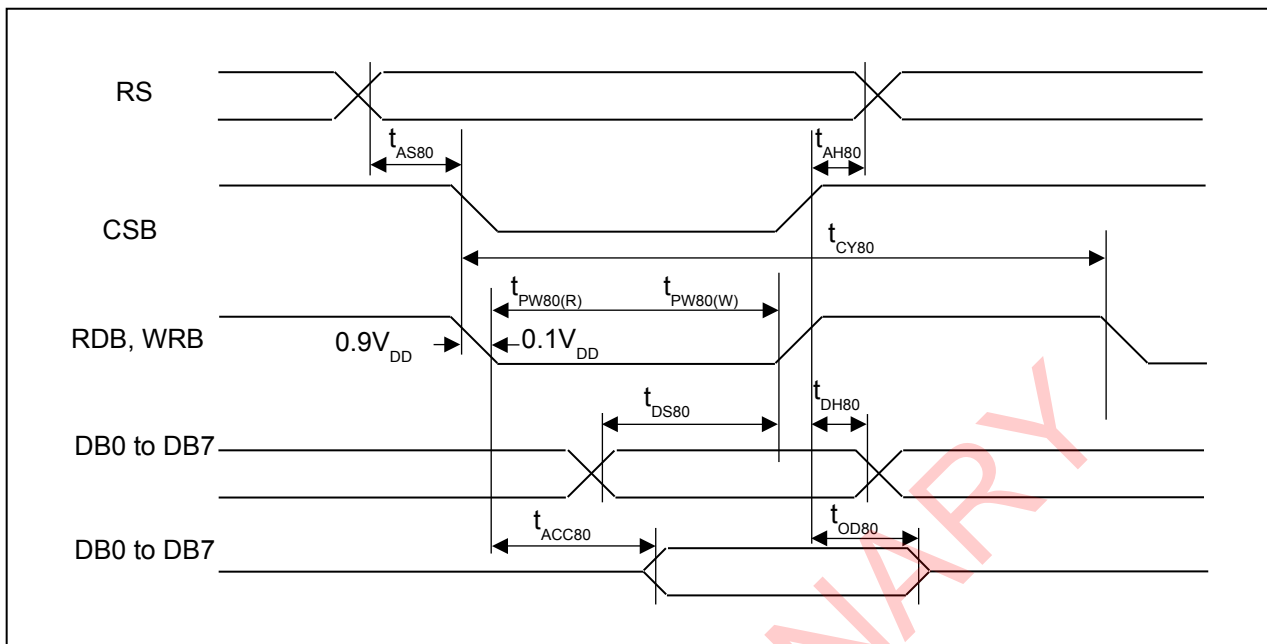 RS
tAS80
tAH80
CSB
tCY80
tPW80(R) tPW80(W)
RDB, WRB
0.9VDD
0.1VDD
tDS80
tDH80
DB0 to DB7
tACC80
tOD80
DB0 to DB7
NARY